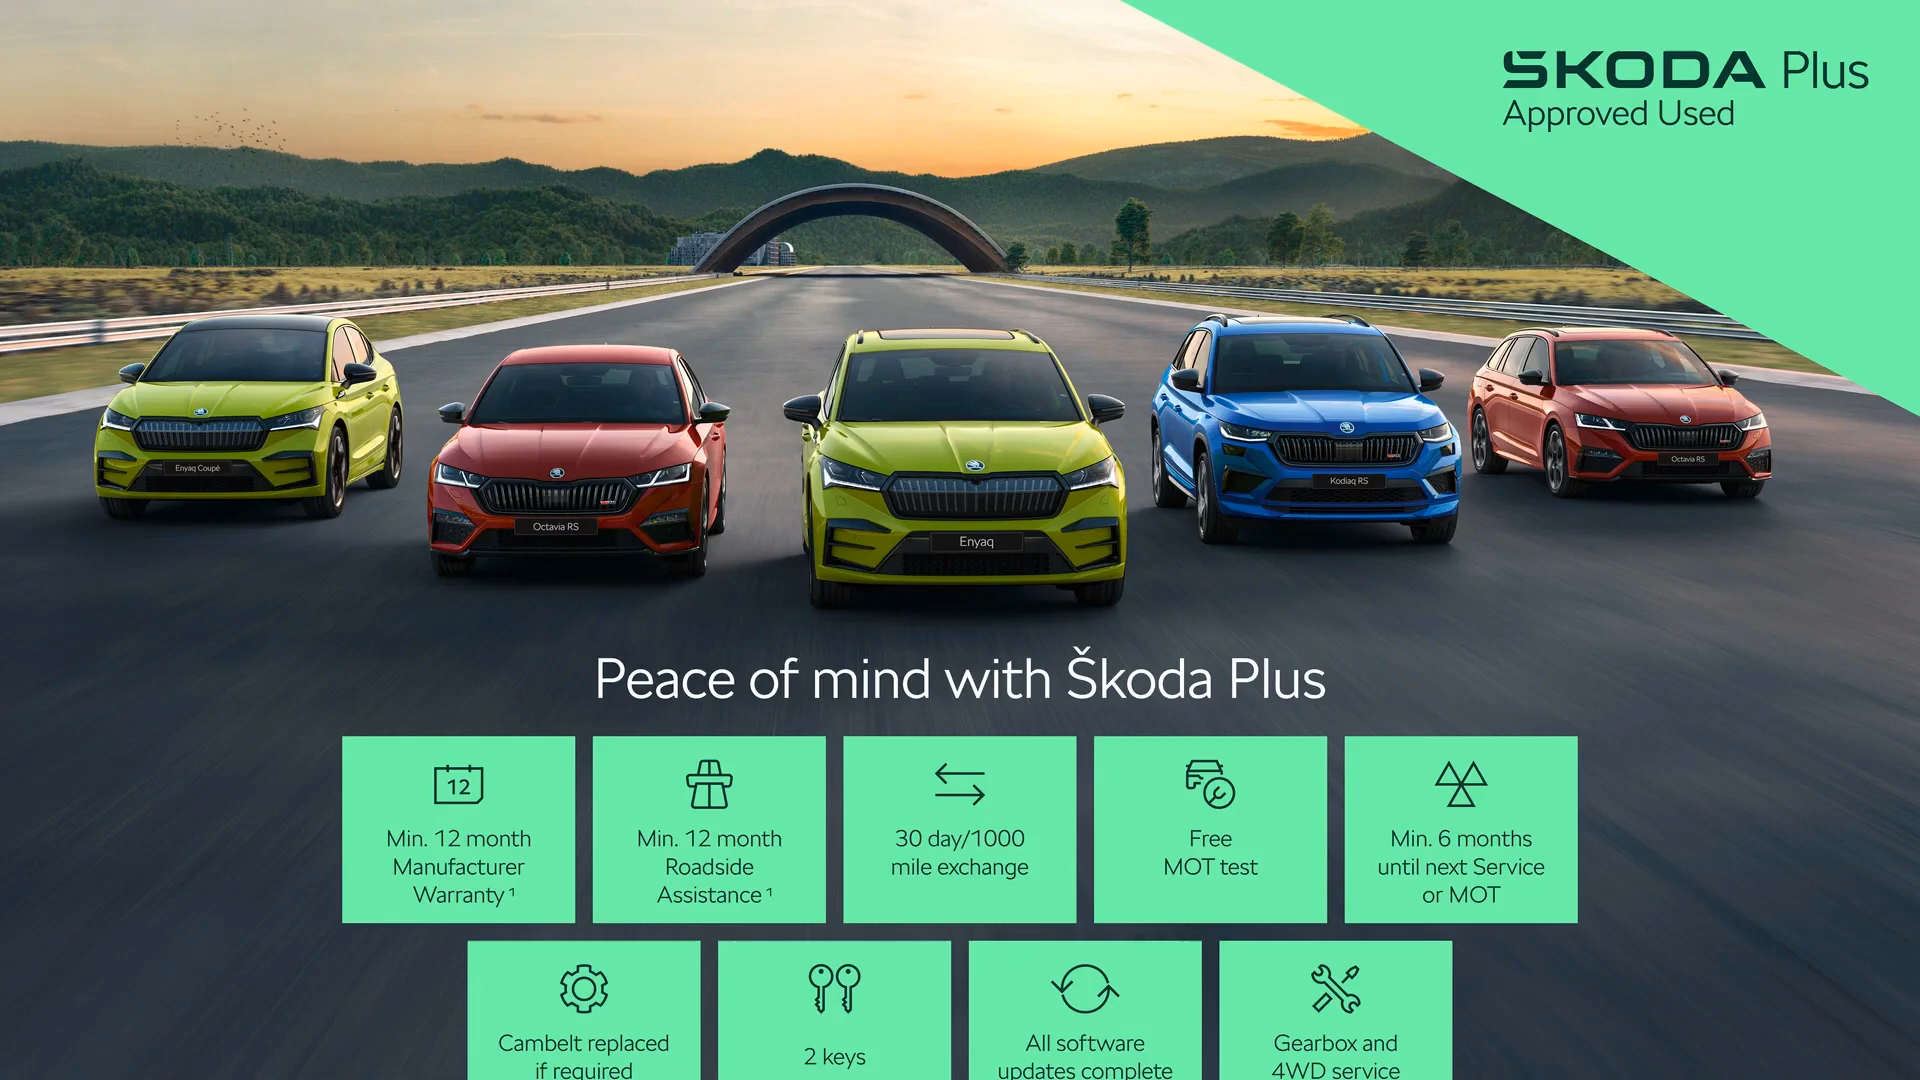 ŠKODA Plus
Approved Used
Enyaq Coupé
Octavia RS
Enyaq
Kodiaq RS
Octavia RS
Peace of mind with Škoda Plus
12
Min. 12 month
Manufacturer
Warranty ¹
Min. 12 month
Roadside
Assistance ¹
30 day/1000
mile exchange
Free
MOT test
Min. 6 months
until next Service
or MOT
Cambelt replaced
if required
2 keys
All software
updates complete
Gearbox and
4WD service